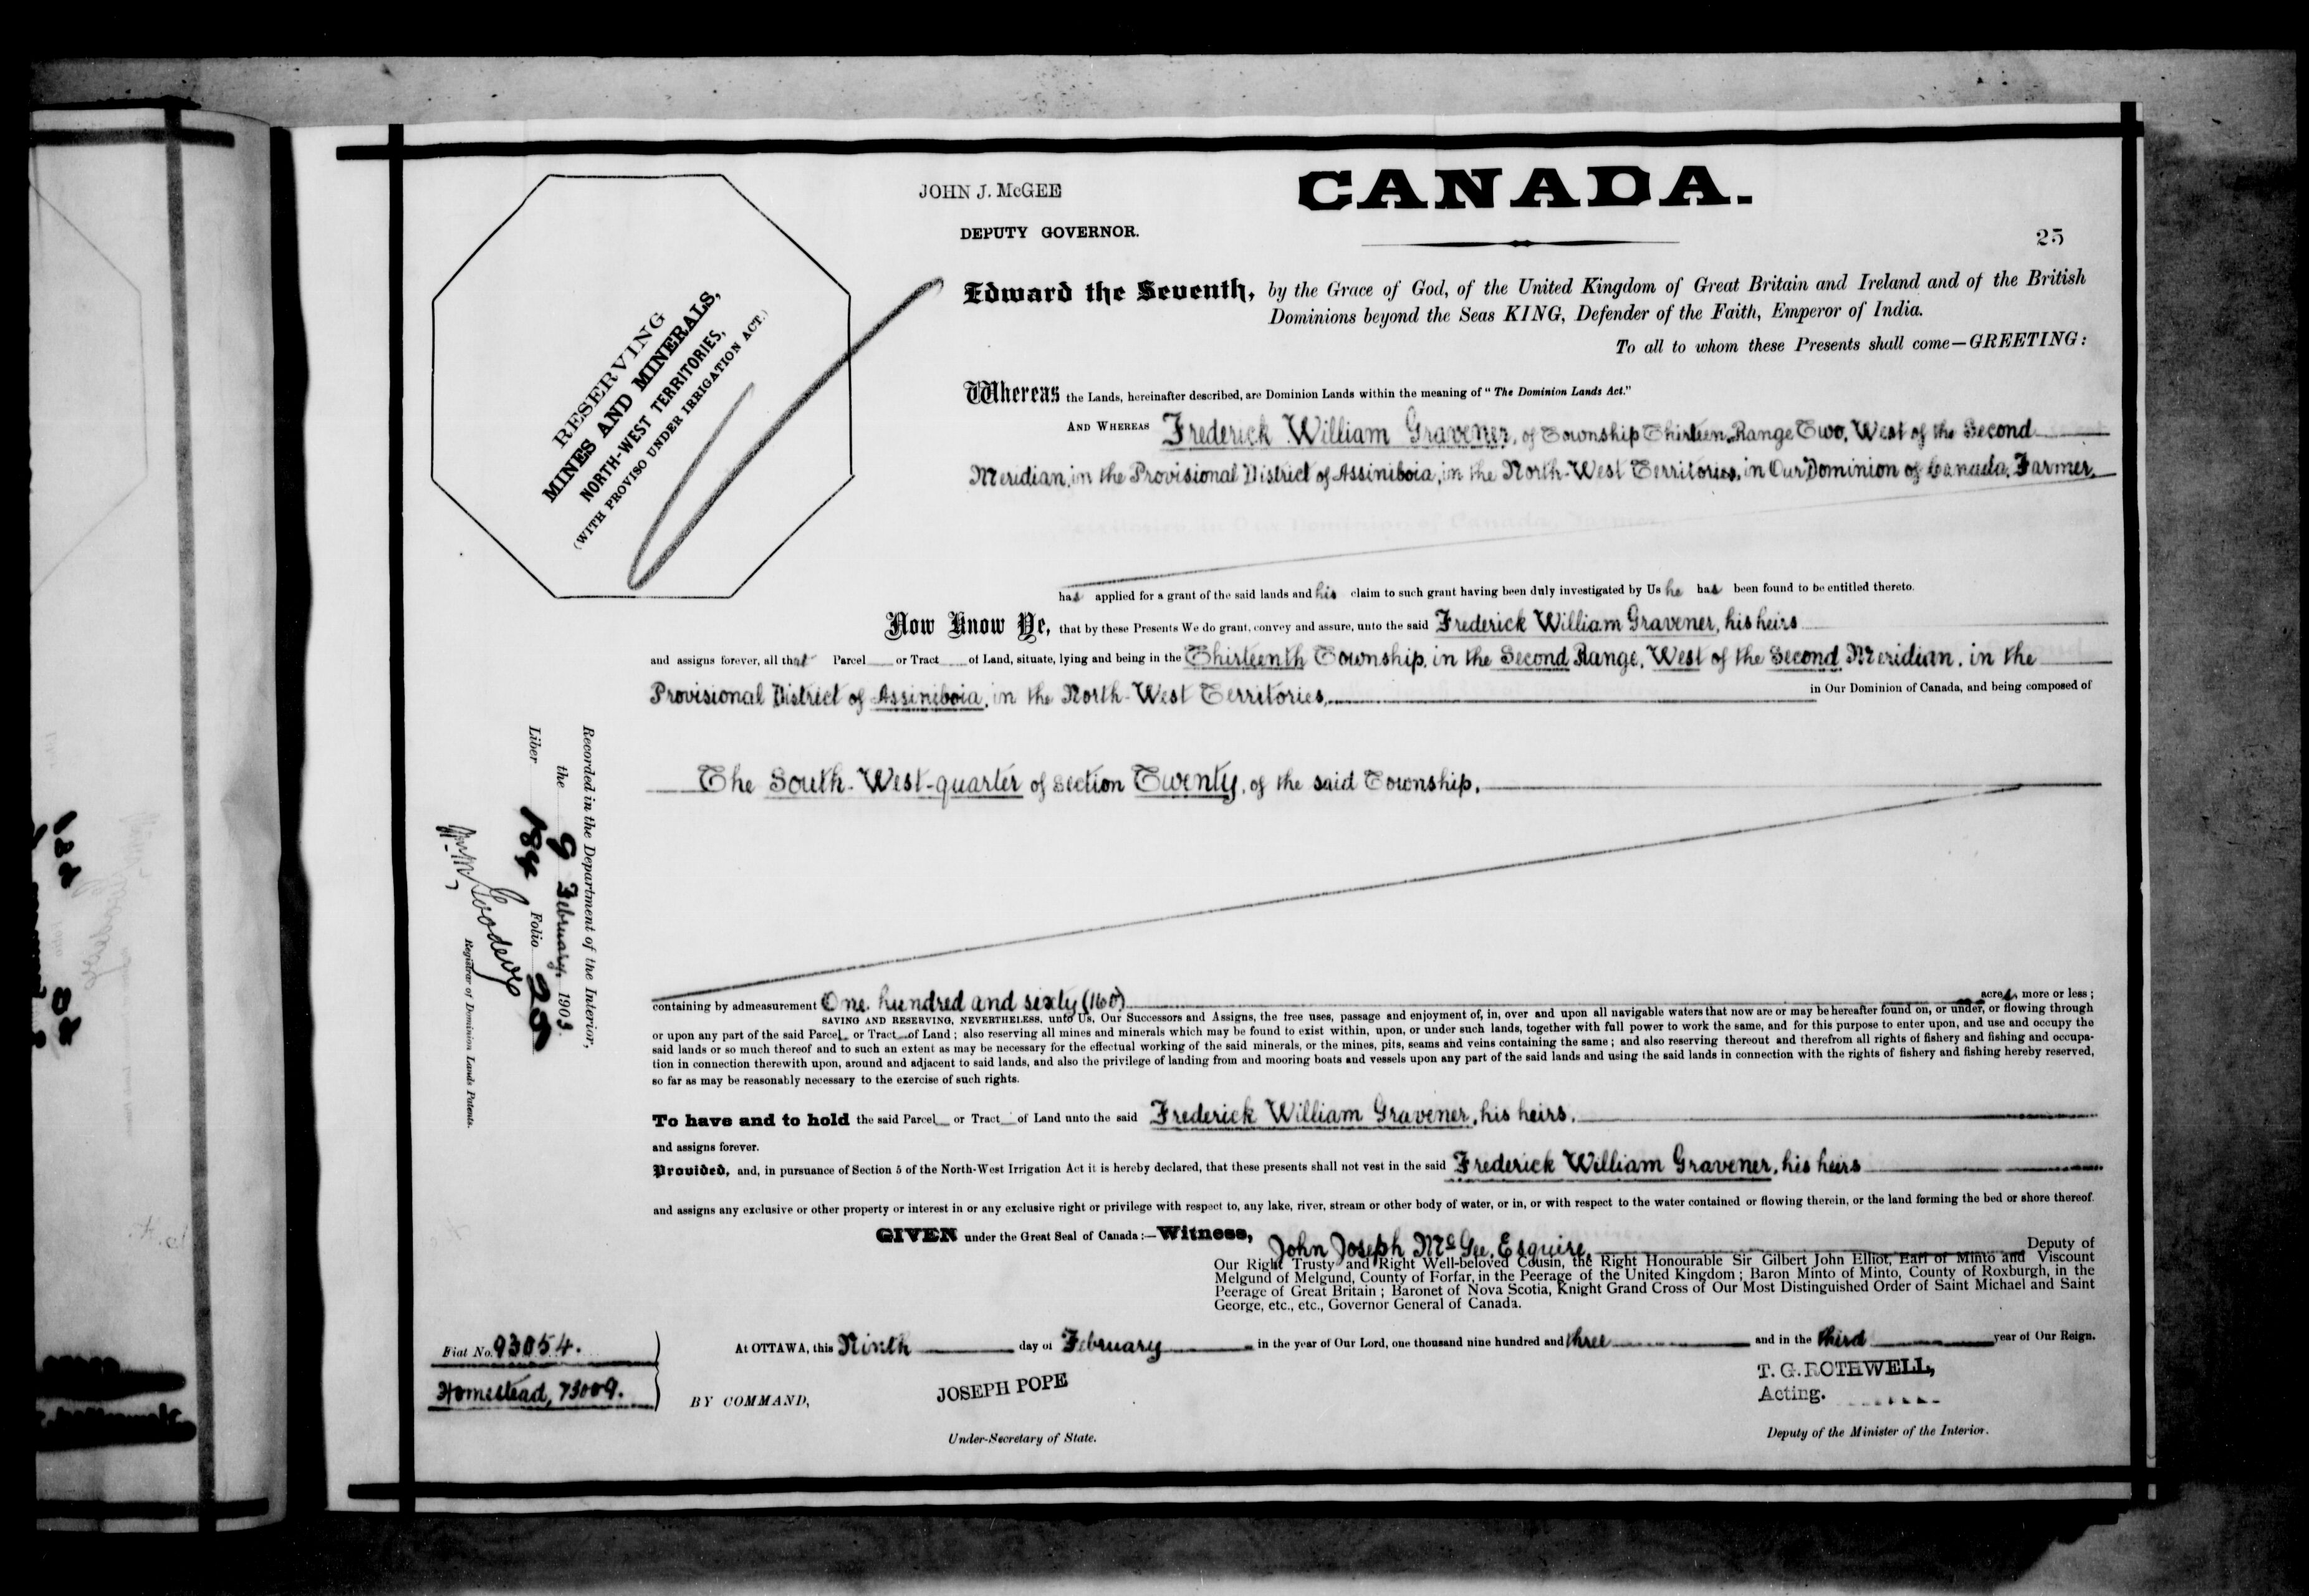 JOHN J. McGEE
DEPUTY GOVERNOR.
CANADA.
25
RESERVING
MINES AND MINERALS,
NORTH-WEST TERRITORIES,
(WITH PROVISO UNDER IRRIGATION ACT.)
Edward the Seventh, by the Grace of God, of the United Kingdom of Great Britain and Ireland and of the British
Dominions beyond the Seas KING, Defender of the Faith, Emperor of India.
To all to whom these Presents shall come—GREETING:
Whereas the Lands, hereinafter described, are Dominion Lands within the meaning of "The Dominion Lands Act."
AND WHEREAS Frederick William Gravener, of Township Thirteen, Range Two, West of the Second
Meridian, in the Provisional District of Assiniboia, in the North-West Territories, in Our Dominion of Canada, Farmer,
has applied for a grant of the said lands and his claim to such grant having been duly investigated by Us he has been found to be entitled thereto.
Now Know Ye, that by these Presents We do grant, convey and assure, unto the said Frederick William Gravener, his heirs
and assigns forever, all that Parcel or Tract of Land, situate, lying and being in the Thirteenth Township, in the Second Range, West of the Second Meridian, in the
Provisional District of Assiniboia, in the North-West Territories, in Our Dominion of Canada, and being composed of
The South-West-quarter of Section Twenty, of the said Township,
containing by admeasurement One hundred and sixty (160) acres, more or less;
SAVING AND RESERVING, NEVERTHELESS, unto Us, Our Successors and Assigns, the free uses, passage and enjoyment of, in, over and upon all navigable waters that now are or may be hereafter found on, or under, or flowing through
or upon any part of the said Parcel or Tract of Land; also reserving all mines and minerals which may be found to exist within, upon, or under such lands, together with full power to work the same, and for this purpose to enter upon, and use and occupy the
said lands or so much thereof and to such an extent as may be necessary for the effectual working of the said minerals, or the mines, pits, seams and veins containing the same; and also reserving thereout and therefrom all rights of fishery and fishing and occupa-
tion in connection therewith upon, around and adjacent to said lands, and also the privilege of landing from and mooring boats and vessels upon any part of the said lands and using the said lands in connection with the rights of fishery and fishing hereby reserved,
so far as may be reasonably necessary to the exercise of such rights.
To have and to hold the said Parcel or Tract of Land unto the said Frederick William Gravener, his heirs,
and assigns forever.
Provided, and, in pursuance of Section 5 of the North-West Irrigation Act it is hereby declared, that these presents shall not vest in the said Frederick William Gravener, his heirs
and assigns any exclusive or other property or interest in or any exclusive right or privilege with respect to, any lake, river, stream or other body of water, or in, or with respect to the water contained or flowing therein, or the land forming the bed or shore thereof.
GIVEN under the Great Seal of Canada:—Witness, John Joseph McGee, Esquire, Deputy of
Our Right Trusty and Right Well-beloved Cousin, the Right Honourable Sir Gilbert John Elliot, Earl of Minto and Viscount
Melgund of Melgund, County of Forfar, in the Peerage of the United Kingdom; Baron Minto of Minto, County of Roxburgh, in the
Peerage of Great Britain; Baronet of Nova Scotia, Knight Grand Cross of Our Most Distinguished Order of Saint Michael and Saint
George, etc., etc., Governor General of Canada.
At OTTAWA, this Ninth day of February in the year of Our Lord, one thousand nine hundred and three and in the third year of Our Reign.
BY COMMAND,
JOSEPH POPE
Under-Secretary of State.
T. G. ROTHWELL,
Acting.
Deputy of the Minister of the Interior.
Fiat No. 93054.
Homestead, 73009.
Recorded in the Department of the Interior,
the 9 February, 1903.
Liber 184 Folio 25
Wm M. Goodeve
Registrar of Dominion Lands Patents.